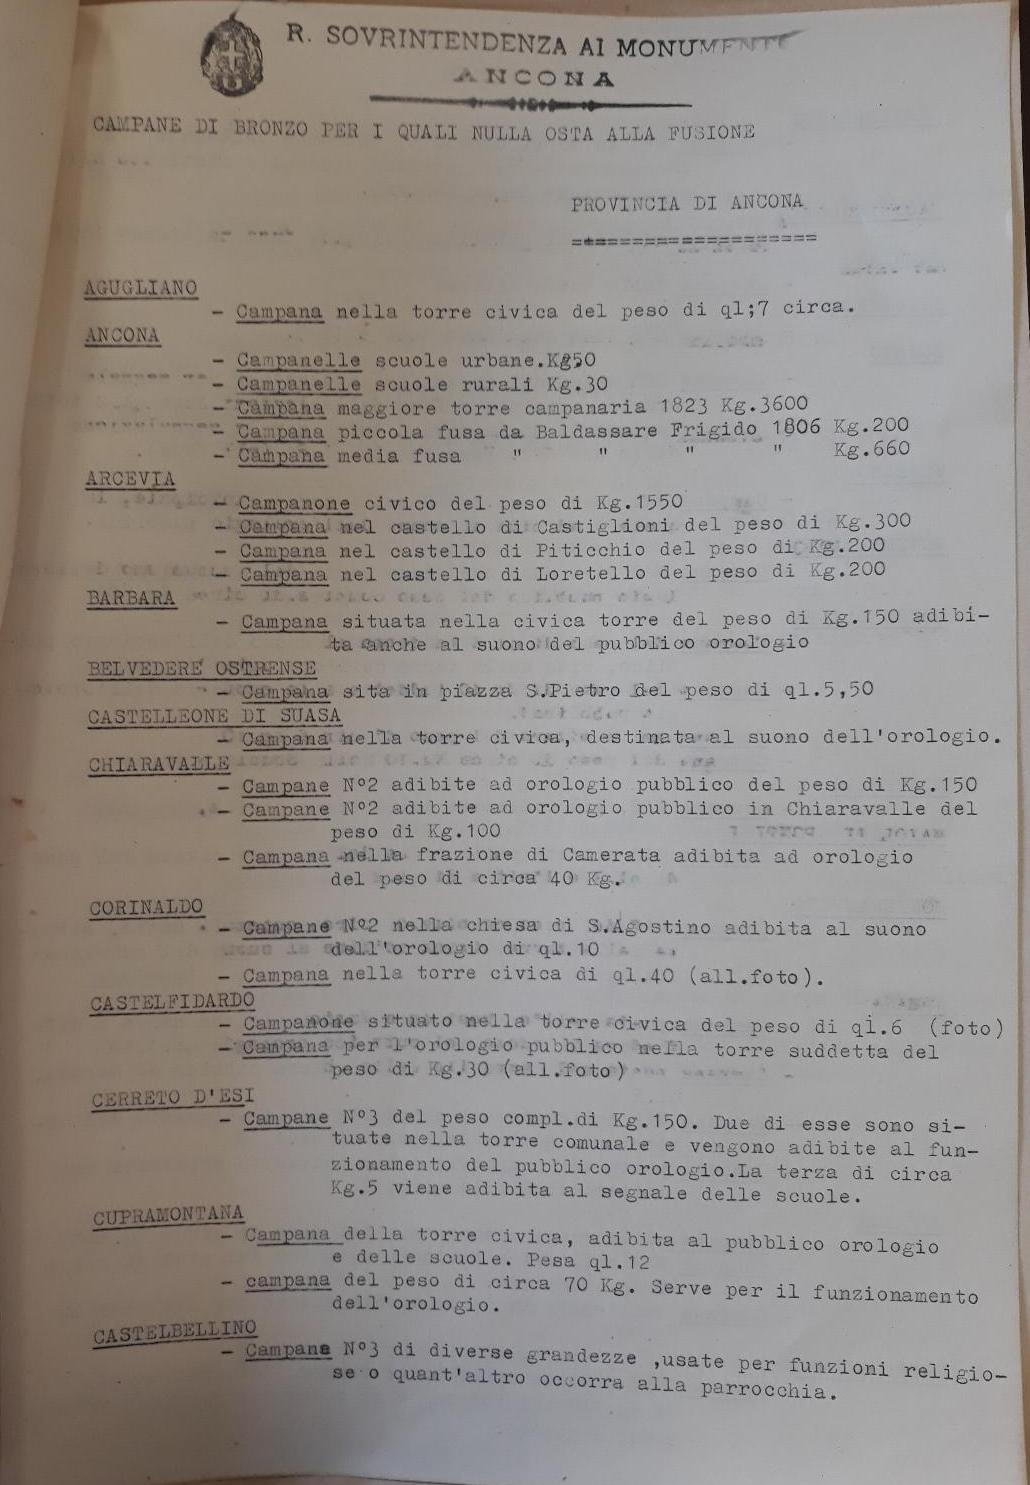 R. SOVRINTENDENZA AI MONUMENTI
ANCONA
CAMPANE DI BRONZO PER I QUALI NULLA OSTA ALLA FUSIONE
PROVINCIA DI ANCONA
====================
AGUGLIANO
- Campana nella torre civica del peso di ql;7 circa.
ANCONA
- Campanelle scuole urbane.Kg50
- Campanelle scuole rurali Kg.30
- Campana maggiore torre campanaria 1823 Kg.3600
- Campana piccola fusa da Baldassare Frigido 1806 Kg.200
- Campana media fusa " " " " Kg.660
ARCEVIA
- Campanone civico del peso di Kg.1550
- Campana nel castello di Castiglioni del peso di Kg.300
- Campana nel castello di Piticchio del peso di Kg.200
- Campana nel castello di Loretello del peso di Kg.200
BARBARA
- Campana situata nella civica torre del peso di Kg.150 adibi-
ta anche al suono del pubblico orologio
BELVEDERE OSTRENSE
- Campana sita in piazza S.Pietro del peso di ql.5,50
CASTELLEONE DI SUASA
- Campana nella torre civica, destinata al suono dell'orologio.
CHIARAVALLE
- Campane N°2 adibite ad orologio pubblico del peso di Kg.150
- Campane N°2 adibite ad orologio pubblico in Chiaravalle del
peso di Kg.100
- Campana nella frazione di Camerata adibita ad orologio
del peso di circa 40 Kg.
CORINALDO
- Campane N°2 nella chiesa di S.Agostino adibita al suono
dell'orologio di ql.10
- Campana nella torre civica di ql.40 (all.foto).
CASTELFIDARDO
- Campanone situato nella torre civica del peso di ql.6 (foto)
- Campana per l'orologio pubblico nella torre suddetta del
peso di Kg.30 (all.foto)
CERRETO D'ESI
- Campane N°3 del peso compl.di Kg.150. Due di esse sono si-
tuate nella torre comunale e vengono adibite al fun-
zionamento del pubblico orologio.La terza di circa
Kg.5 viene adibita al segnale delle scuole.
CUPRAMONTANA
- Campana della torre civica, adibita al pubblico orologio
e delle scuole. Pesa ql.12
- campana del peso di circa 70 Kg. Serve per il funzionamento
dell'orologio.
CASTELBELLINO
- Campane N°3 di diverse grandezze ,usate per funzioni religio-
se o quant'altro occorra alla parrocchia.